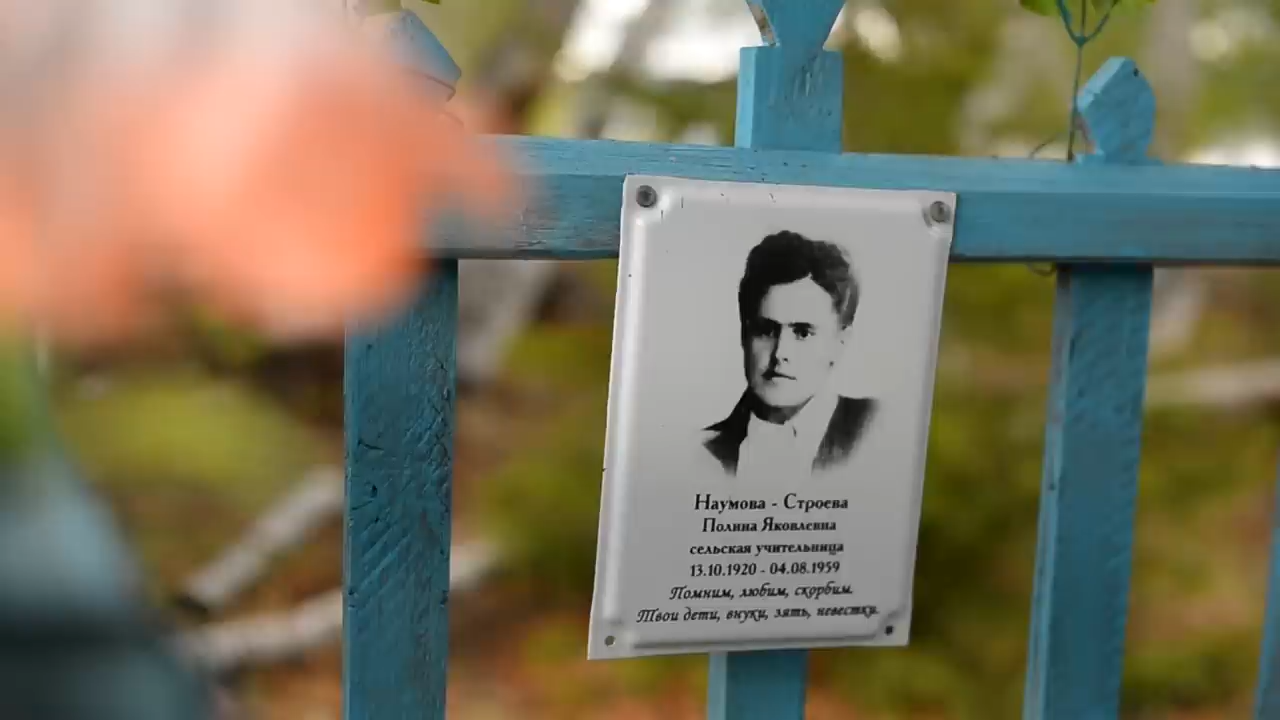 Наумова - Строева
Полина Яковлевна
сельская учительница
13.10.1920 - 04.08.1959
Помним, любим, скорбим.
Твои дети, внуки, зять, невестки.